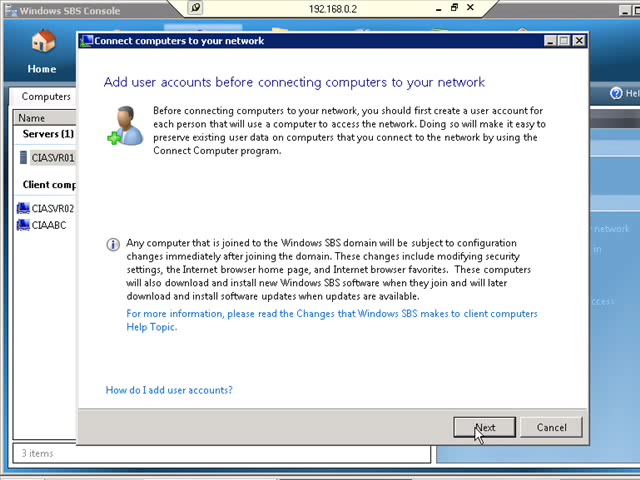 Windows SBS Console
192.168.0.2
Connect computers to your network
Home
Computers
Name
Servers (1)
CIASVR01
Client comp
CIASVR02
CIAABC
3 items
Hel
network
in
ccess
Add user accounts before connecting computers to your network
Before connecting computers to your network, you should first create a user account for
each person that will use a computer to access the network. Doing so will make it easy to
preserve existing user data on computers that you connect to the network by using the
Connect Computer program.
Any computer that is joined to the Windows SBS domain will be subject to configuration
changes immediately after joining the domain. These changes include modifying security
settings, the Internet browser home page, and Internet browser favorites. These computers
will also download and install new Windows SBS software when they join and will later
download and install software updates when updates are available.
For more information, please read the Changes that Windows SBS makes to client computers
Help Topic.
How do I add user accounts?
Next
Cancel